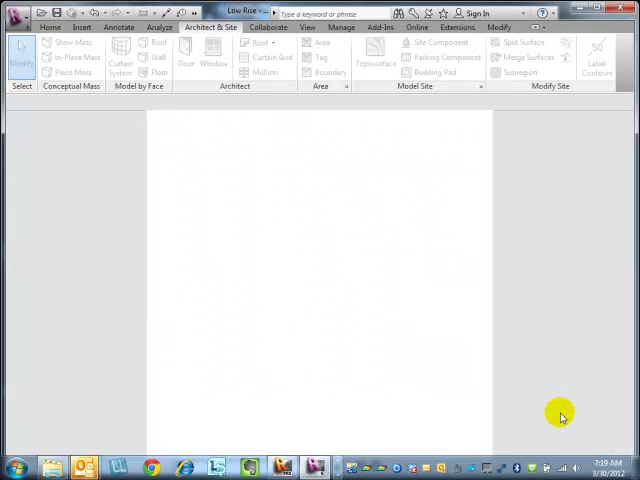 Low Rise - ...
Type a keyword or phrase
Sign In
Home Insert Annotate Analyze Architect & Site Collaborate View Manage Add-Ins Online Extensions Modify
Show Mass Roof Roof Area Site Component Split Surface
In-Place Mass Wall Curtain Grid Tag Parking Component Merge Surfaces
Place Mass Floor Mullion Boundary Building Pad Subregion
Modify Curtain System Door Window Toposurface 50 Label Contours
Select Conceptual Mass Model by Face Architect Area Model Site Modify Site
7:19 AM
3/30/2012